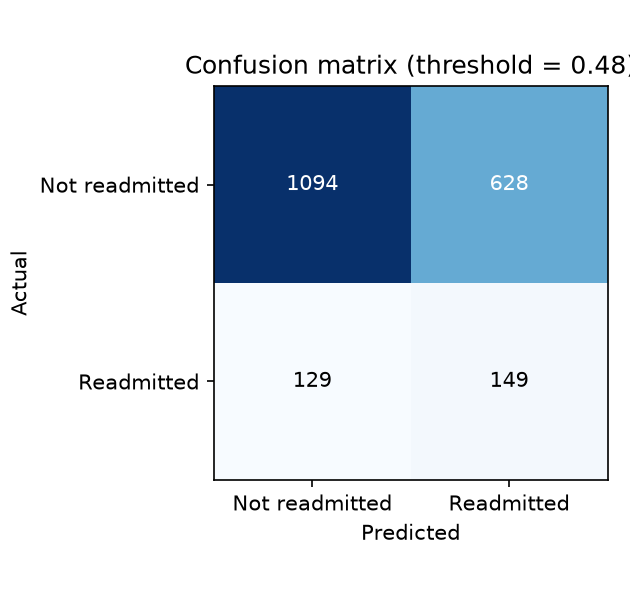 Confusion matrix (threshold = 0.48)
Not readmitted
1094
628
Actual
Readmitted
129
149
Not readmitted
Readmitted
Predicted